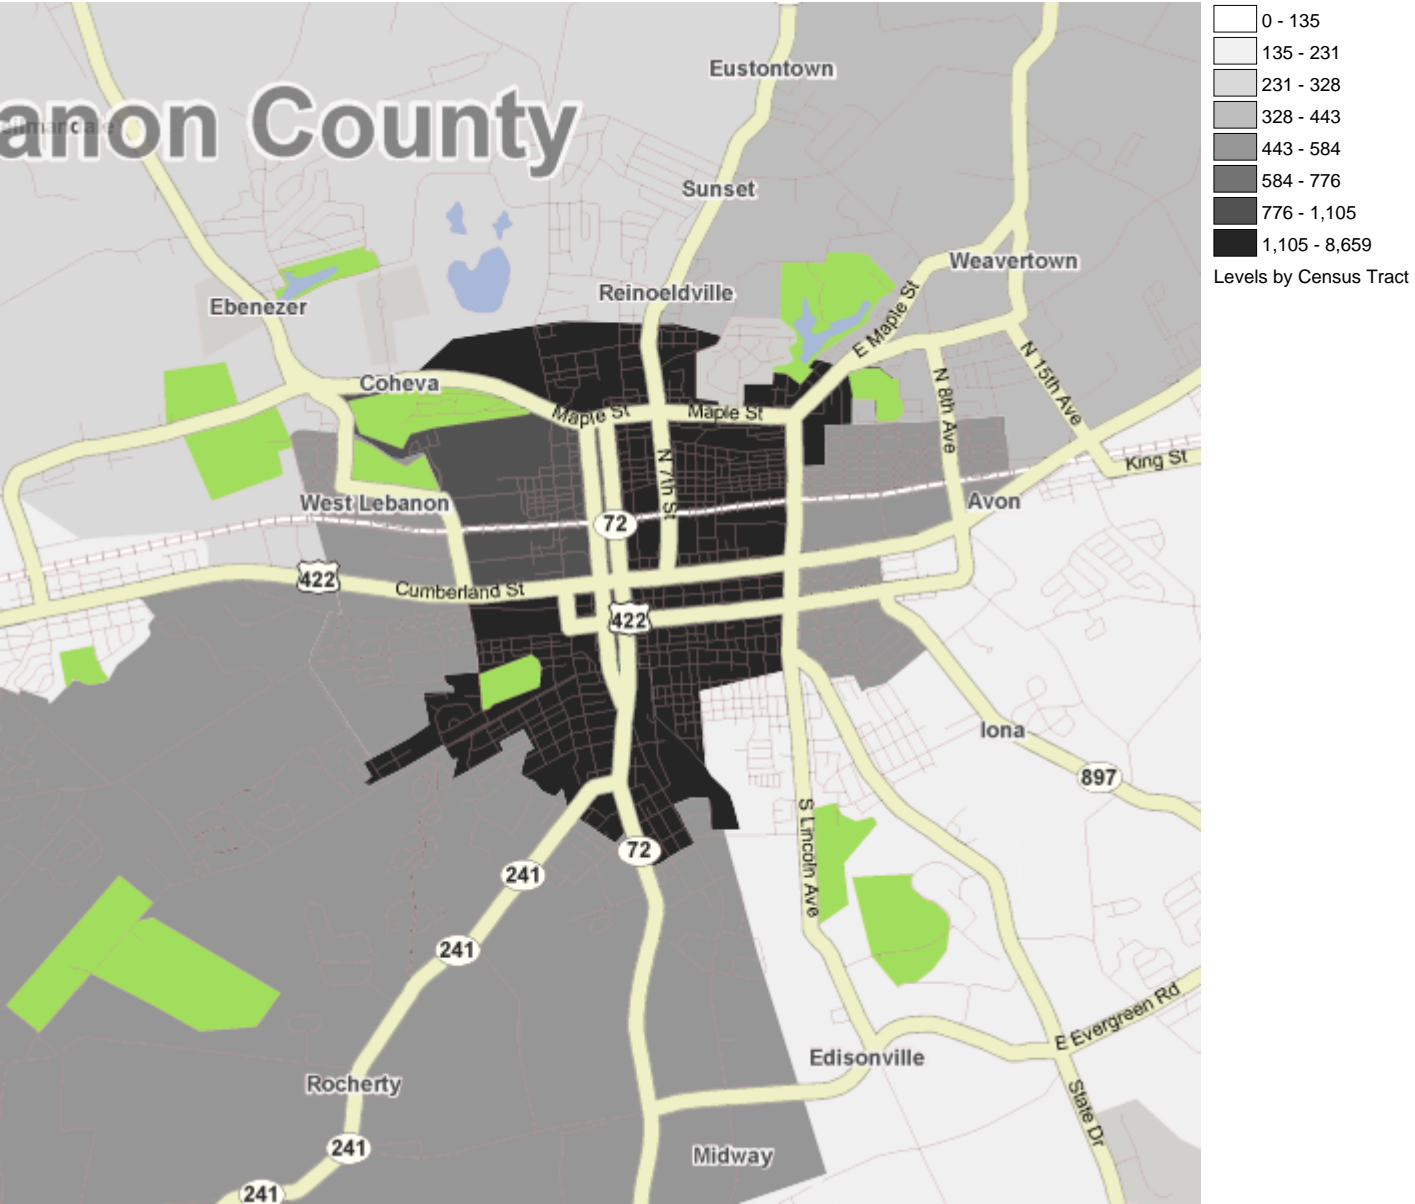 0 - 135
135 - 231
231 - 328
328 - 443
443 - 584
584 - 776
776 - 1,105
1,105 - 8,659
Levels by Census Tract
Eustontown
anon County
Sunset
Weavertown
Reinoeldville
Ebenezer
E Maple St
N 15th Ave
Coheva
N 8th Ave
Maple St
Maple St
King St
N 7th St
West Lebanon
Avon
72
422
Cumberland St
422
Iona
897
S Lincoln Ave
72
241
241
E Evergreen Rd
Edisonville
Rocherty
State Dr
241
Midway
241